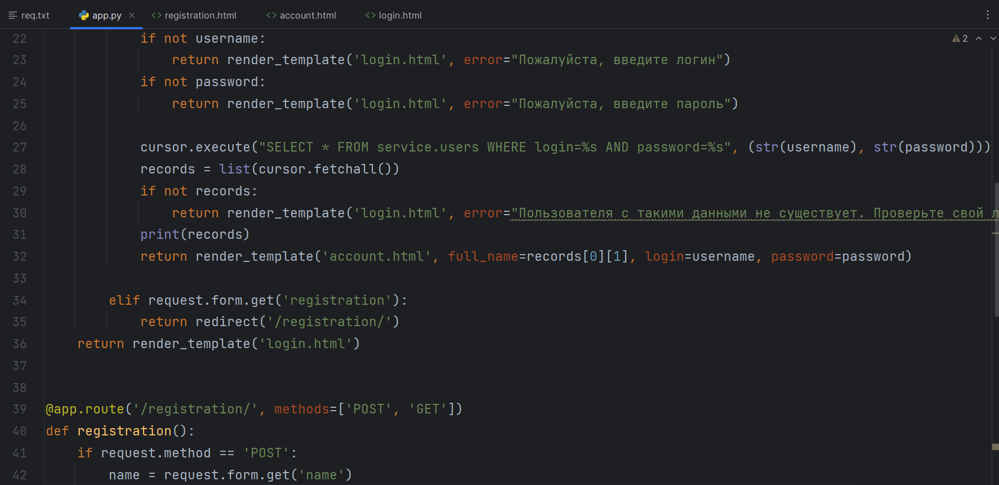 req.txt app.py registration.html account.html login.html
22 if not username: 2
23 return render_template('login.html', error="Пожалуйста, введите логин")
24 if not password:
25 return render_template('login.html', error="Пожалуйста, введите пароль")
26
27 cursor.execute("SELECT * FROM service.users WHERE login=%s AND password=%s", (str(username), str(password)))
28 records = list(cursor.fetchall())
29 if not records:
30 return render_template('login.html', error="Пользователя с такими данными не существует. Проверьте свой л
31 print(records)
32 return render_template('account.html', full_name=records[0][1], login=username, password=password)
33
34 elif request.form.get('registration'):
35 return redirect('/registration/')
36 return render_template('login.html')
37
38
39 @app.route('/registration/', methods=['POST', 'GET'])
40 def registration():
41 if request.method == 'POST':
42 name = request.form.get('name')